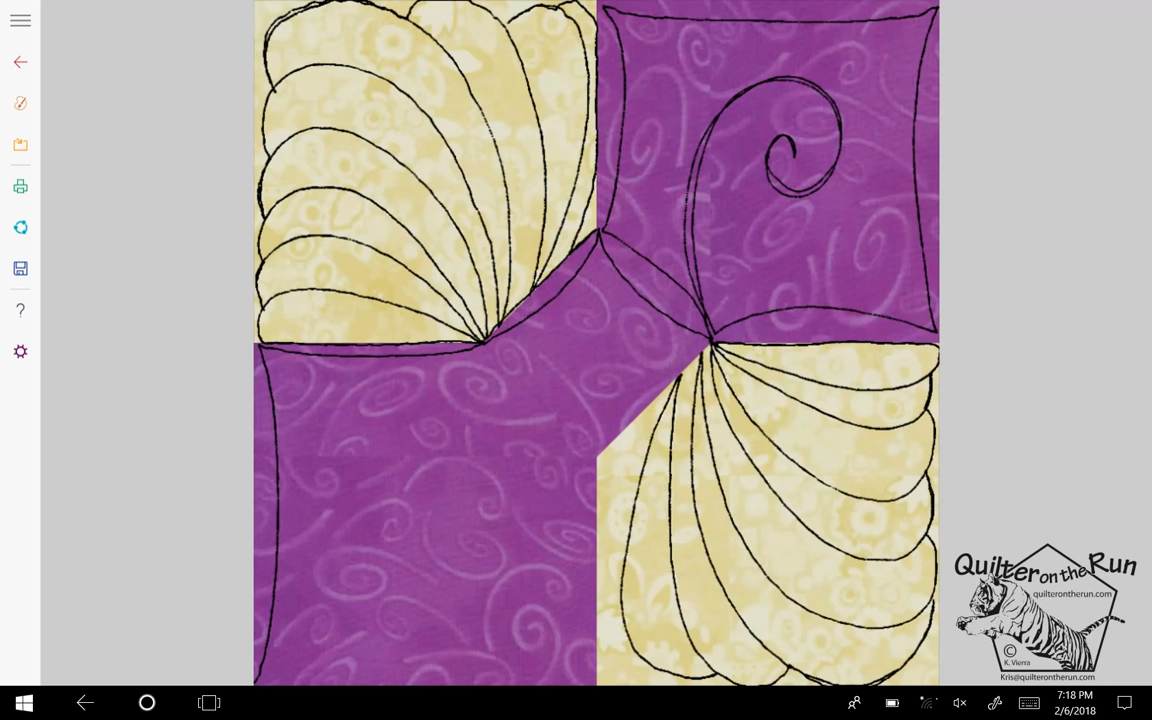 ?
Quilter on the Run
quilterontherun.com
©
K. Vierra
Kris@quilterontherun.com
7:18 PM
2/6/2018